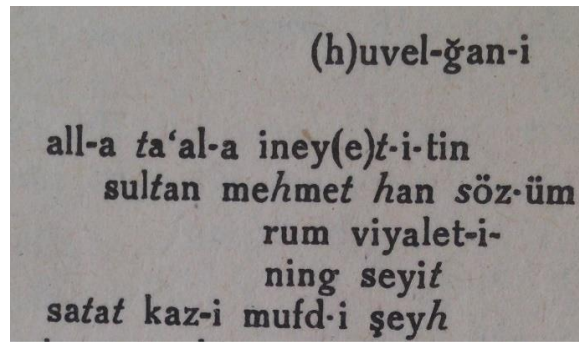 (h)uvel-ğan-i
all-a ta‘al-a iney(e)t-i-tin
sultan mehmet han söz-üm
rum viyalet-i-
ning seyit
satat kaz-i mufd-i şeyh